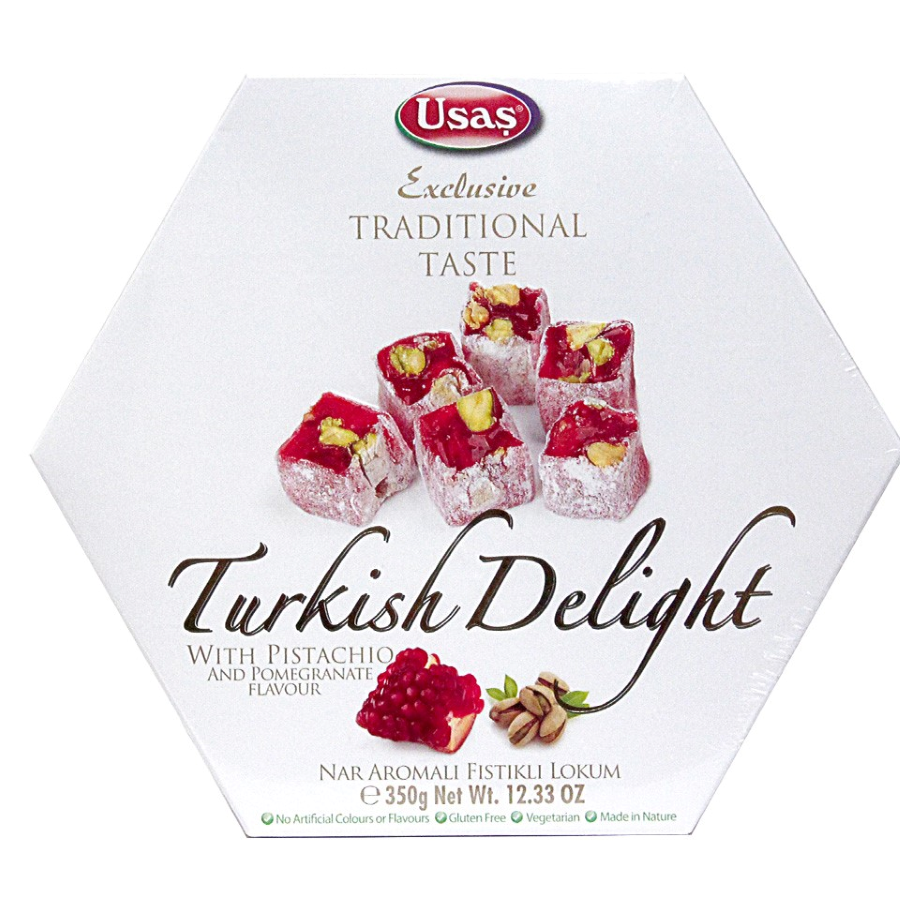 Usaş®
Exclusive
TRADITIONAL
TASTE
Turkish Delight
WITH PISTACHIO
AND POMEGRANATE
FLAVOUR
NAR AROMALI FISTIKLI LOKUM
℮ 350g Net Wt. 12.33 OZ
No Artificial Colours or Flavours Gluten Free Vegetarian Made in Nature